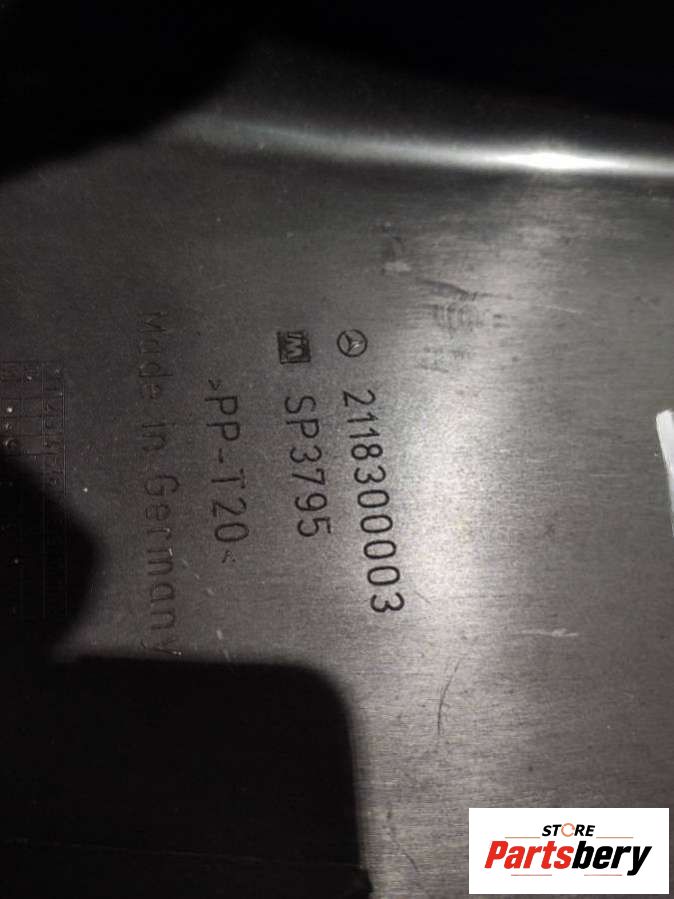 2118300003
SP3795
>PP-T20<
Made in Germany
STORE
Partsbery